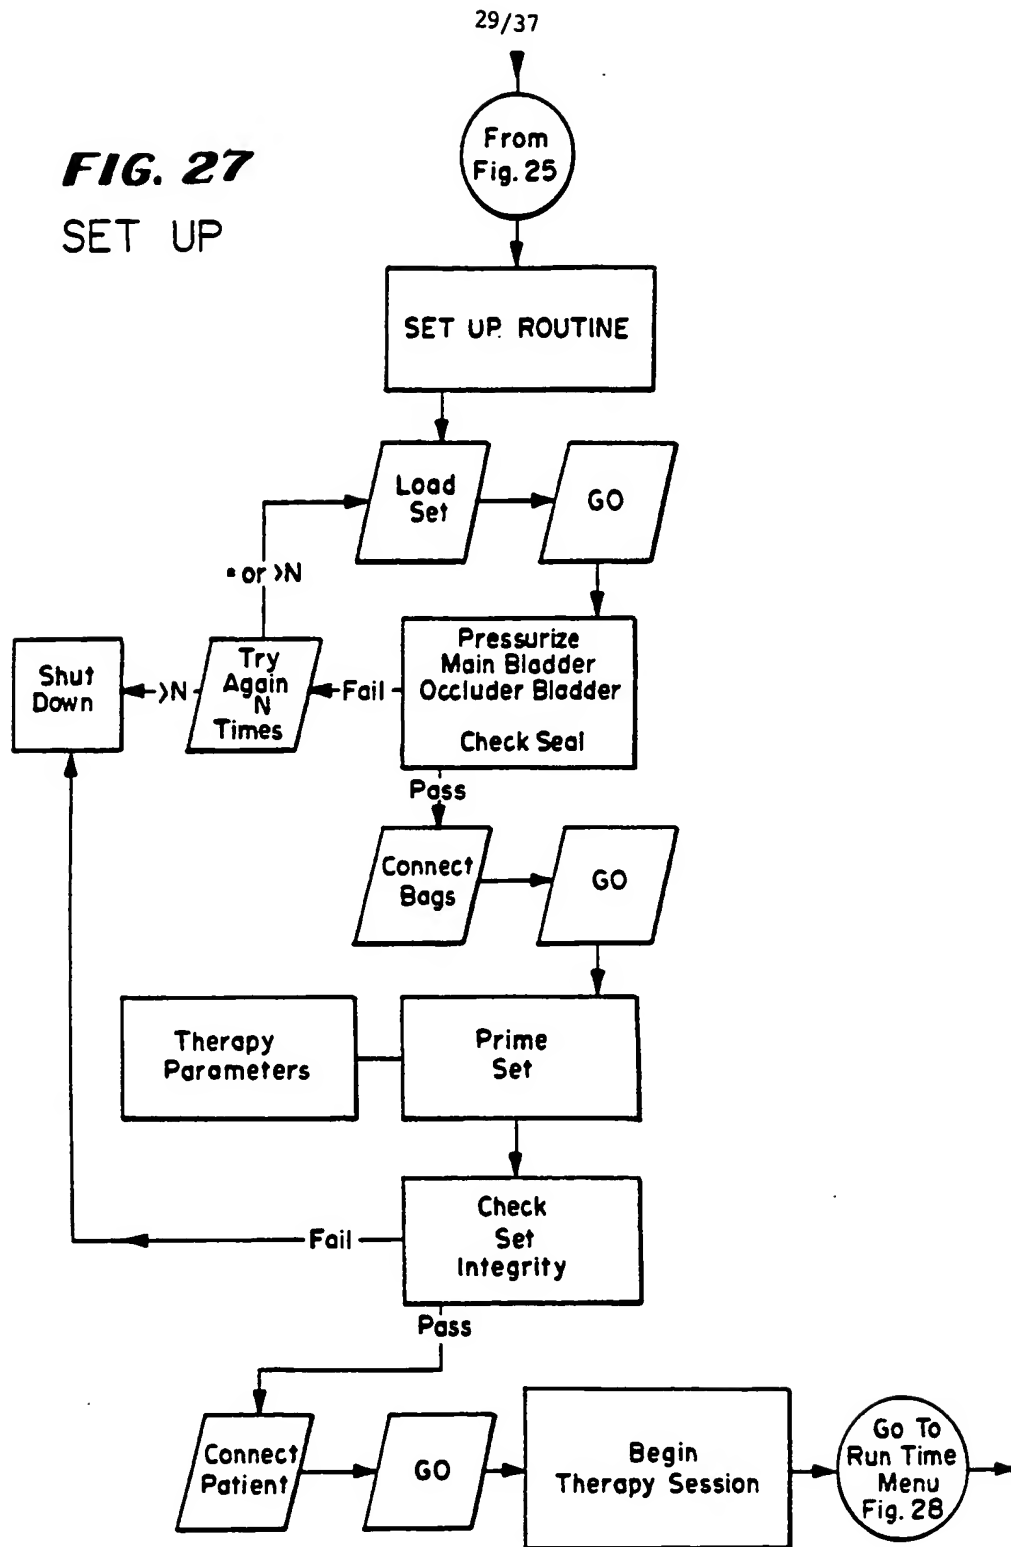 29/37
From
Fig. 25
FIG. 27
SET UP
SET UP. ROUTINE
Load
Set
GO
= or >N
Shut
Down
>N
Try
Again
N
Times
Fail
Pressurize
Main Bladder
Occluder Bladder
Check Seal
Pass
Connect
Bags
GO
Therapy
Parameters
Prime
Set
Check
Set
Integrity
Fail
Pass
Connect
Patient
GO
Begin
Therapy Session
Go To
Run Time
Menu
Fig. 28